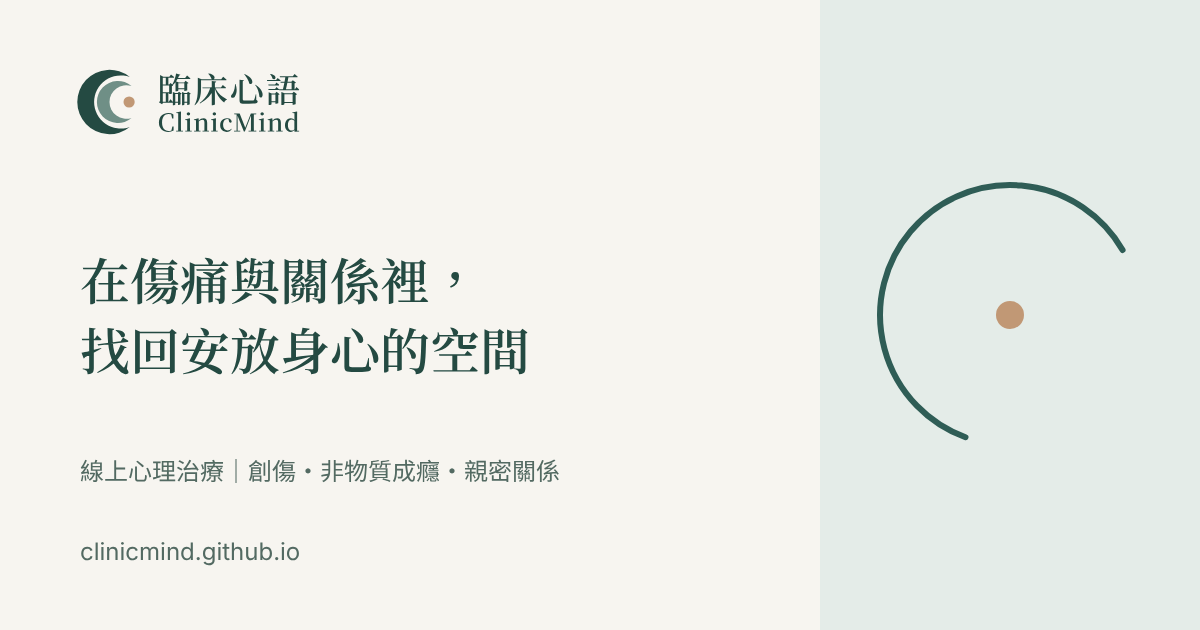 臨床心語
ClinicMind
在傷痛與關係裡，
找回安放身心的空間
線上心理治療｜創傷・非物質成癮・親密關係
clinicmind.github.io